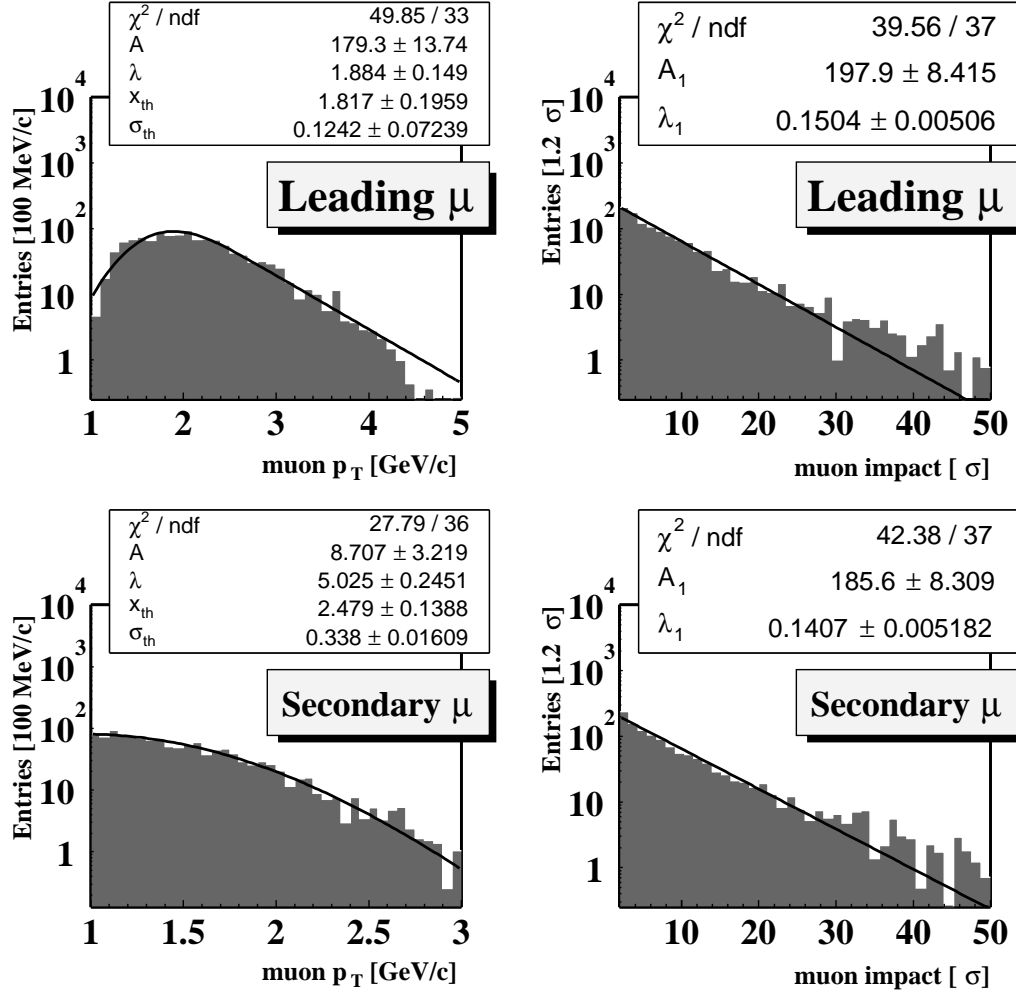 χ² / ndf 49.85 / 33
A 179.3 ± 13.74
λ 1.884 ± 0.149
x_th 1.817 ± 0.1959
σ_th 0.1242 ± 0.07239
Leading μ
Entries [100 MeV/c]
10⁴
10³
10²
10
1
1 2 3 4 5
muon p_T [GeV/c]
χ² / ndf 39.56 / 37
A₁ 197.9 ± 8.415
λ₁ 0.1504 ± 0.00506
Leading μ
Entries [1.2 σ]
10⁴
10³
10²
10
1
10 20 30 40 50
muon impact [ σ]
χ² / ndf 27.79 / 36
A 8.707 ± 3.219
λ 5.025 ± 0.2451
x_th 2.479 ± 0.1388
σ_th 0.338 ± 0.01609
Secondary μ
Entries [100 MeV/c]
10⁴
10³
10²
10
1
1 1.5 2 2.5 3
muon p_T [GeV/c]
χ² / ndf 42.38 / 37
A₁ 185.6 ± 8.309
λ₁ 0.1407 ± 0.005182
Secondary μ
Entries [1.2 σ]
10⁴
10³
10²
10
1
10 20 30 40 50
muon impact [ σ]